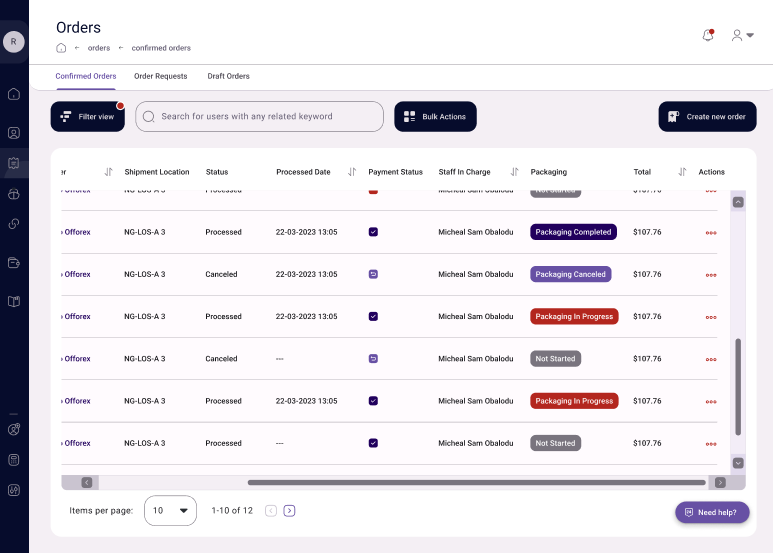 Orders
R
← orders ← confirmed orders
Confirmed Orders Order Requests Draft Orders
Filter view Search for users with any related keyword Bulk Actions Create new order
er Shipment Location Status Processed Date Payment Status Staff In Charge Packaging Total Actions
Offorex NG-LOS-A 3 Processed Micheal Sam Obalodu Not Started $107.76
Offorex NG-LOS-A 3 Processed 22-03-2023 13:05 Micheal Sam Obalodu Packaging Completed $107.76
Offorex NG-LOS-A 3 Canceled 22-03-2023 13:05 Micheal Sam Obalodu Packaging Canceled $107.76
Offorex NG-LOS-A 3 Processed 22-03-2023 13:05 Micheal Sam Obalodu Packaging In Progress $107.76
Offorex NG-LOS-A 3 Canceled --- Micheal Sam Obalodu Not Started $107.76
Offorex NG-LOS-A 3 Processed 22-03-2023 13:05 Micheal Sam Obalodu Packaging In Progress $107.76
Offorex NG-LOS-A 3 Processed --- Micheal Sam Obalodu Not Started $107.76
Items per page: 10 1-10 of 12
Need help?